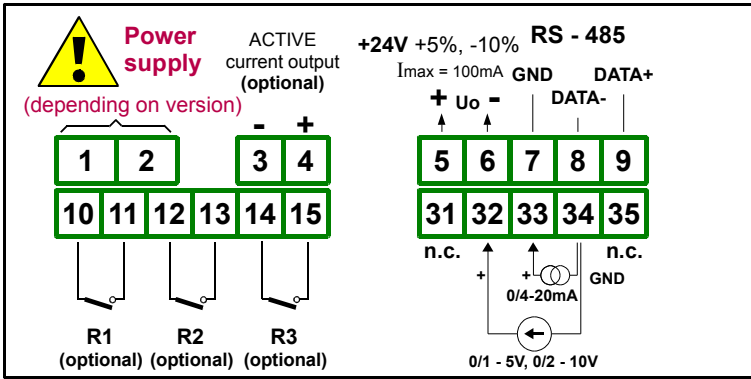 Power supply
(depending on version)
ACTIVE
current output
(optional)
- +
+24V +5%, -10%
Imax = 100mA
+ Uo -
RS - 485
GND
DATA-
DATA+
1 2 3 4 5 6 7 8 9
10 11 12 13 14 15 31 32 33 34 35
R1
(optional)
R2
(optional)
R3
(optional)
n.c.
n.c.
+
+
GND
0/4-20mA
0/1 - 5V, 0/2 - 10V